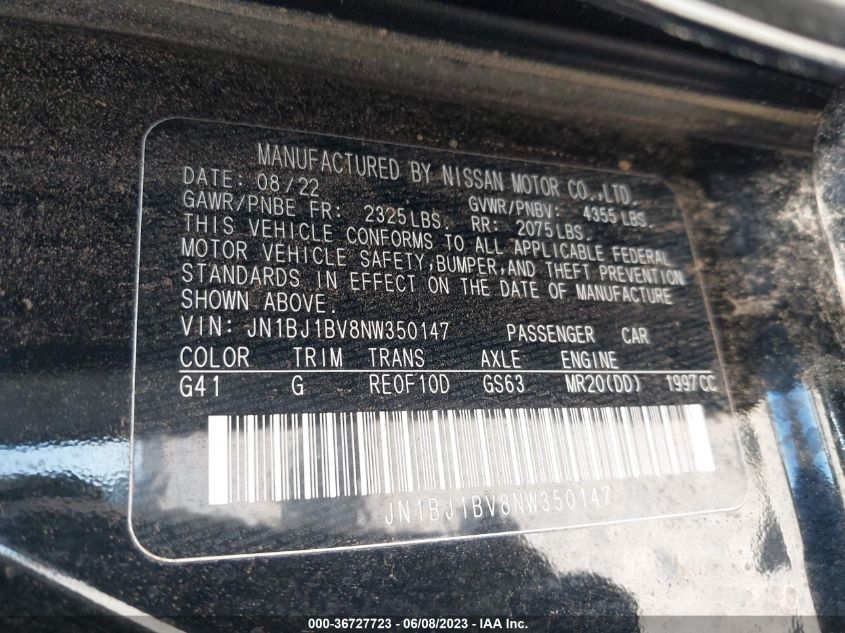 MANUFACTURED BY NISSAN MOTOR CO.,LTD.
DATE: 08/22 GVWR/PNBV: 4355 LBS.
GAWR/PNBE FR: 2325 LBS. RR: 2075 LBS.
THIS VEHICLE CONFORMS TO ALL APPLICABLE FEDERAL
MOTOR VEHICLE SAFETY,BUMPER,AND THEFT PREVENTION
STANDARDS IN EFFECT ON THE DATE OF MANUFACTURE
SHOWN ABOVE.
VIN: JN1BJ1BV8NW350147 PASSENGER CAR
COLOR TRIM TRANS AXLE ENGINE
G41 G RE0F10D GS63 MR20(DD) 1997CC
JN1BJ1BV8NW350147
000-36727723 - 06/08/2023 - IAA Inc.